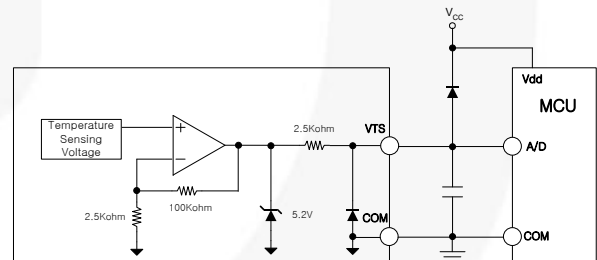 VCC
Vdd
MCU
Temperature
Sensing
Voltage
+
−
2.5Kohm
VTS
A/D
100Kohm
2.5Kohm
5.2V
COM
COM